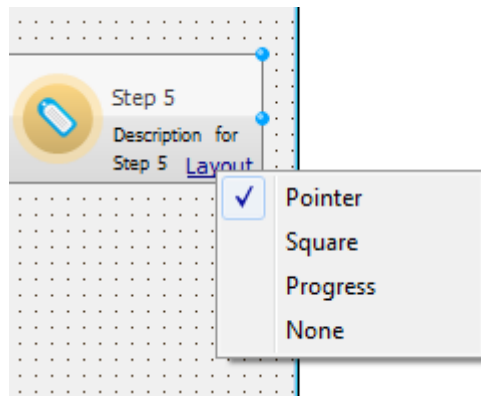 Step 5
Description for
Step 5 Layout
Pointer
Square
Progress
None